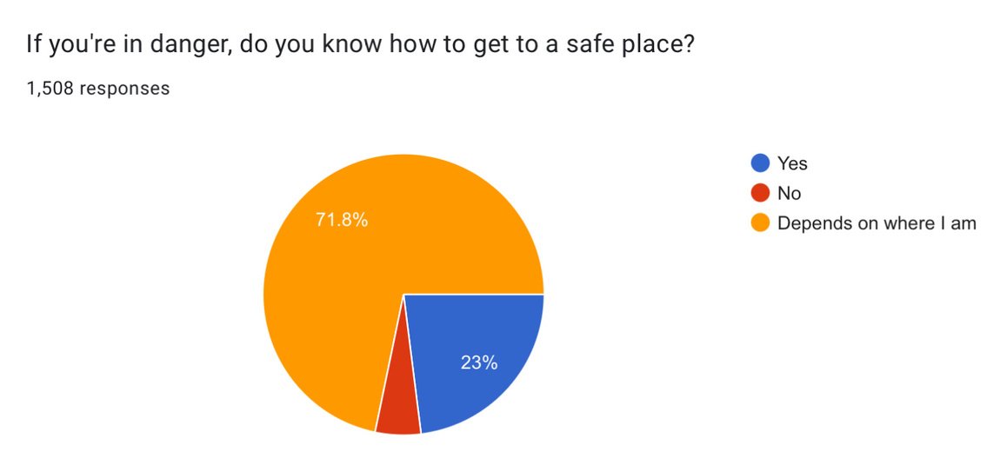 If you're in danger, do you know how to get to a safe place?
1,508 responses
Yes
No
Depends on where I am
71.8%
23%